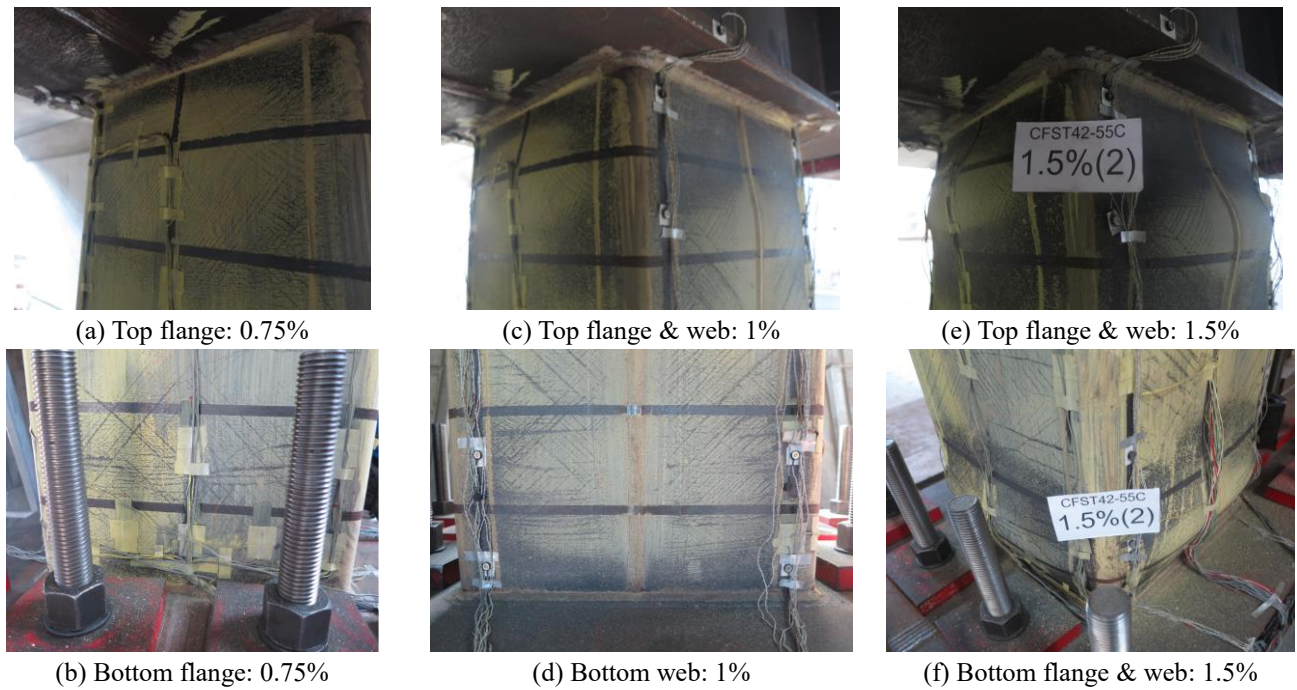 (a) Top flange: 0.75%
(c) Top flange & web: 1%
CFST42-55C
1.5%(2)
(e) Top flange & web: 1.5%
(b) Bottom flange: 0.75%
(d) Bottom web: 1%
CFST42-55C
1.5%(2)
(f) Bottom flange & web: 1.5%